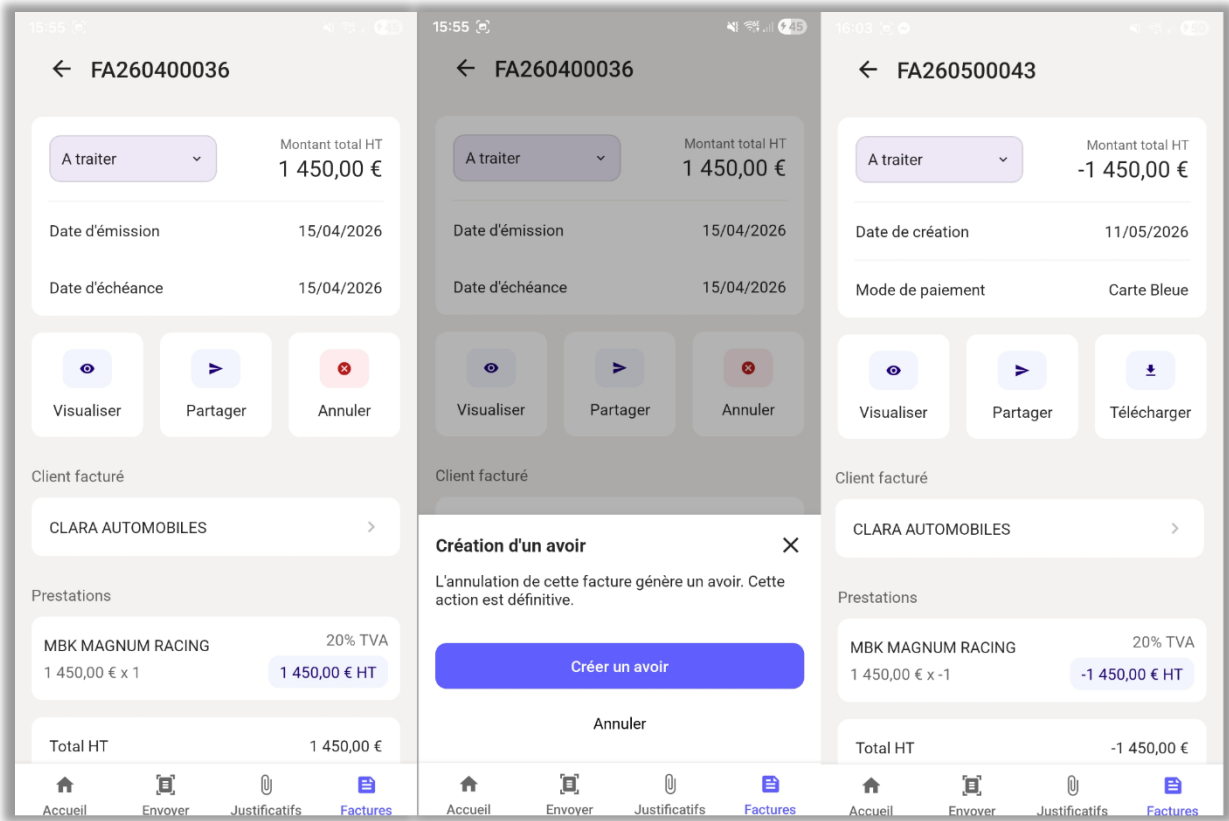 15:55
FA260400036
A traiter
Montant total HT
1 450,00 €
Date d'émission
15/04/2026
Date d'échéance
15/04/2026
Visualiser
Partager
Annuler
Client facturé
CLARA AUTOMOBILES
Prestations
MBK MAGNUM RACING
20% TVA
1 450,00 € x 1
1 450,00 € HT
Total HT
1 450,00 €
Accueil
Envoyer
Justificatifs
Factures
15:55
45
FA260400036
A traiter
Montant total HT
1 450,00 €
Date d'émission
15/04/2026
Date d'échéance
15/04/2026
Visualiser
Partager
Annuler
Client facturé
Création d'un avoir
L'annulation de cette facture génère un avoir. Cette
action est définitive.
Créer un avoir
Annuler
Accueil
Envoyer
Justificatifs
Factures
16:03
FA260500043
A traiter
Montant total HT
-1 450,00 €
Date de création
11/05/2026
Mode de paiement
Carte Bleue
Visualiser
Partager
Télécharger
Client facturé
CLARA AUTOMOBILES
Prestations
MBK MAGNUM RACING
20% TVA
1 450,00 € x -1
-1 450,00 € HT
Total HT
-1 450,00 €
Accueil
Envoyer
Justificatifs
Factures